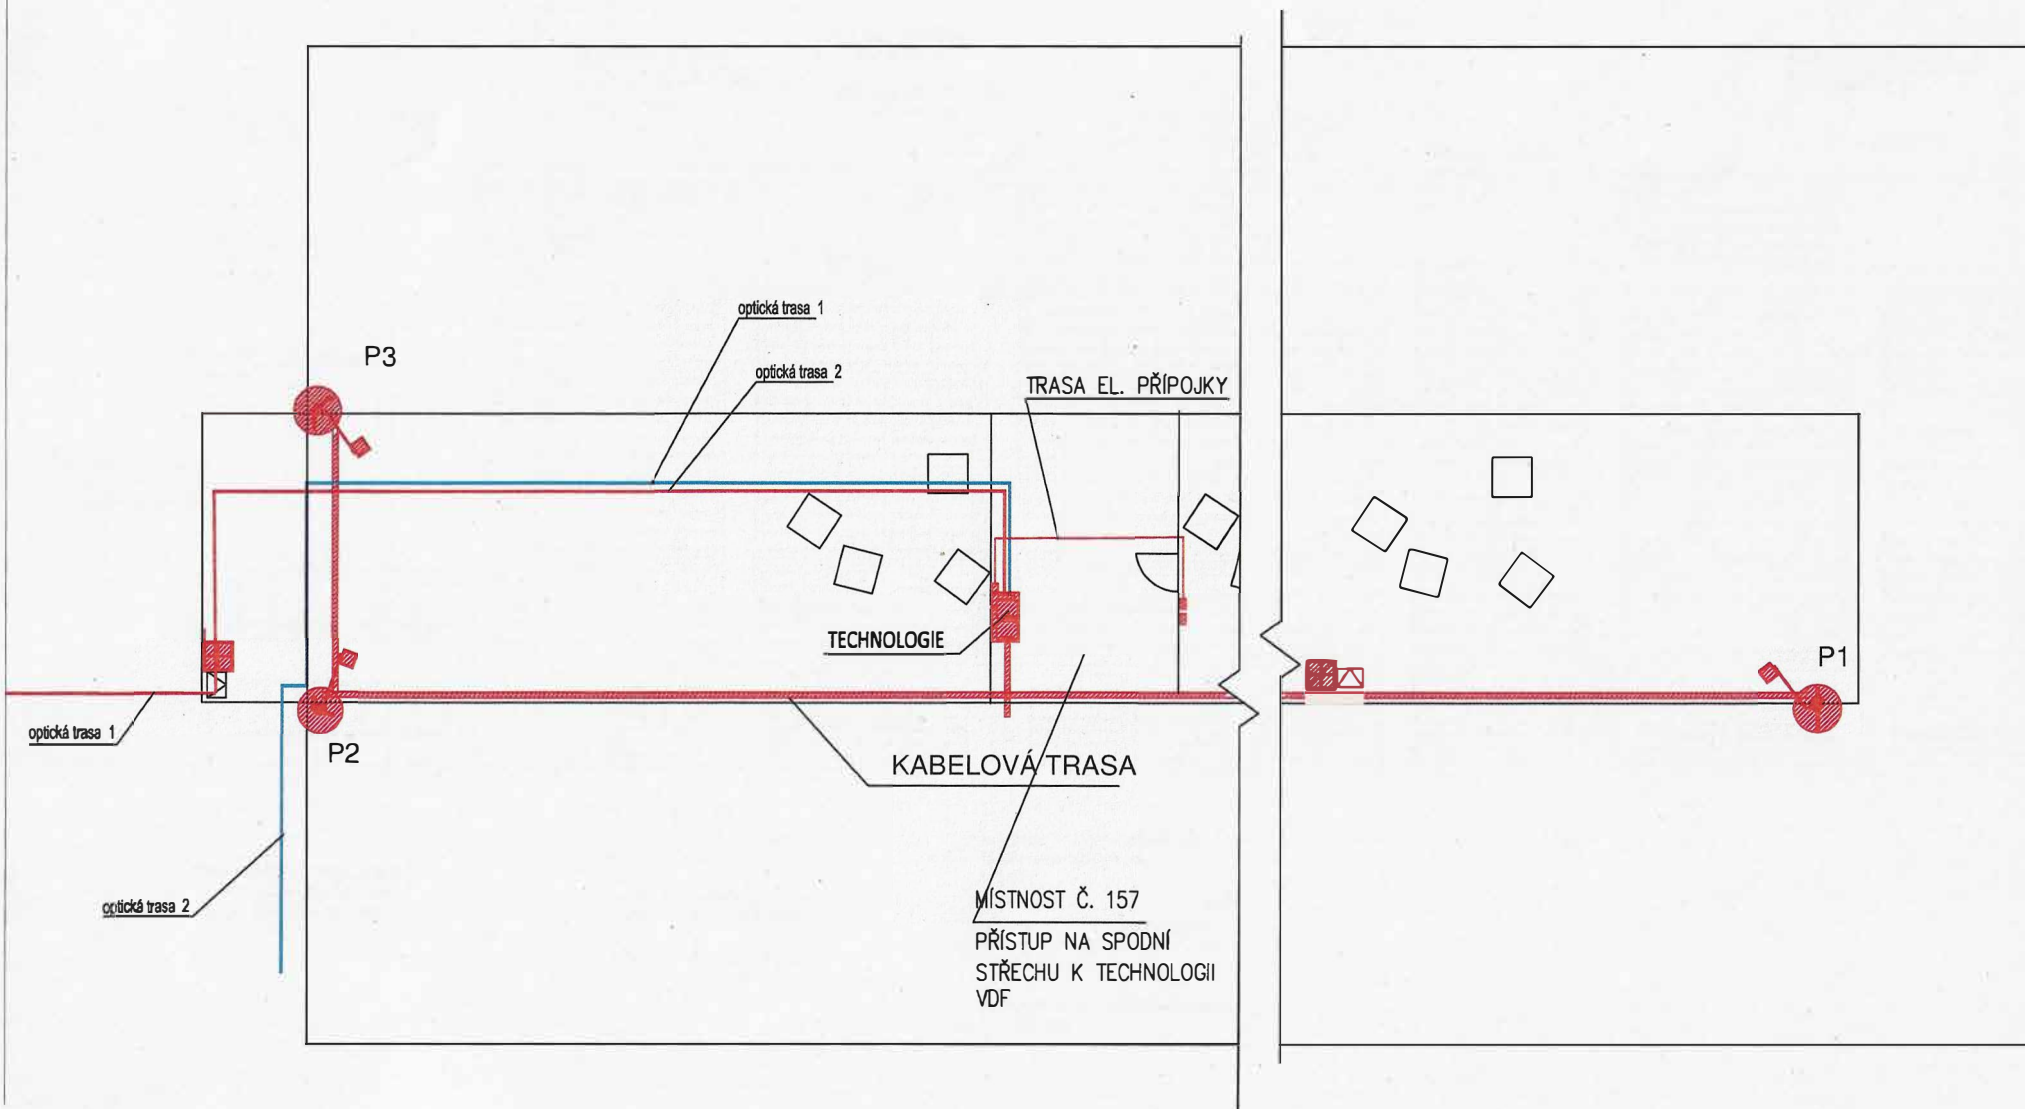 optická trasa 1
P3
optická trasa 2
TRASA EL. PŘÍPOJKY
TECHNOLOGIE
P1
optická trasa 1
P2
KABELOVÁ TRASA
optická trasa 2
MÍSTNOST Č. 157
PŘÍSTUP NA SPODNÍ
STŘECHU K TECHNOLOGII
VDF